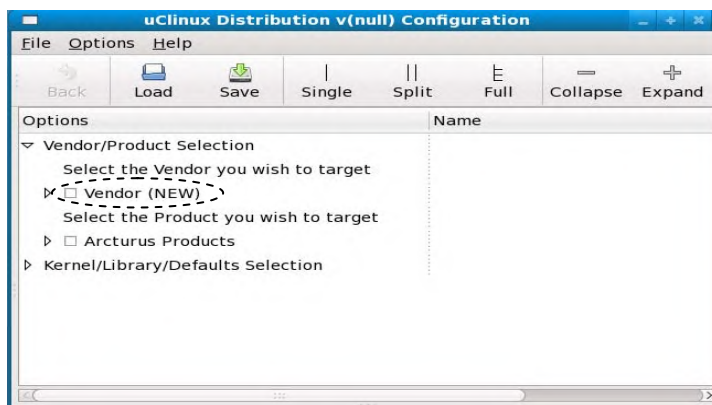 uClinux Distribution v(null) Configuration
File Options Help
Back Load Save Single Split Full Collapse Expand
Options Name
Vendor/Product Selection
Select the Vendor you wish to target
Vendor (NEW)
Select the Product you wish to target
Arcturus Products
Kernel/Library/Defaults Selection